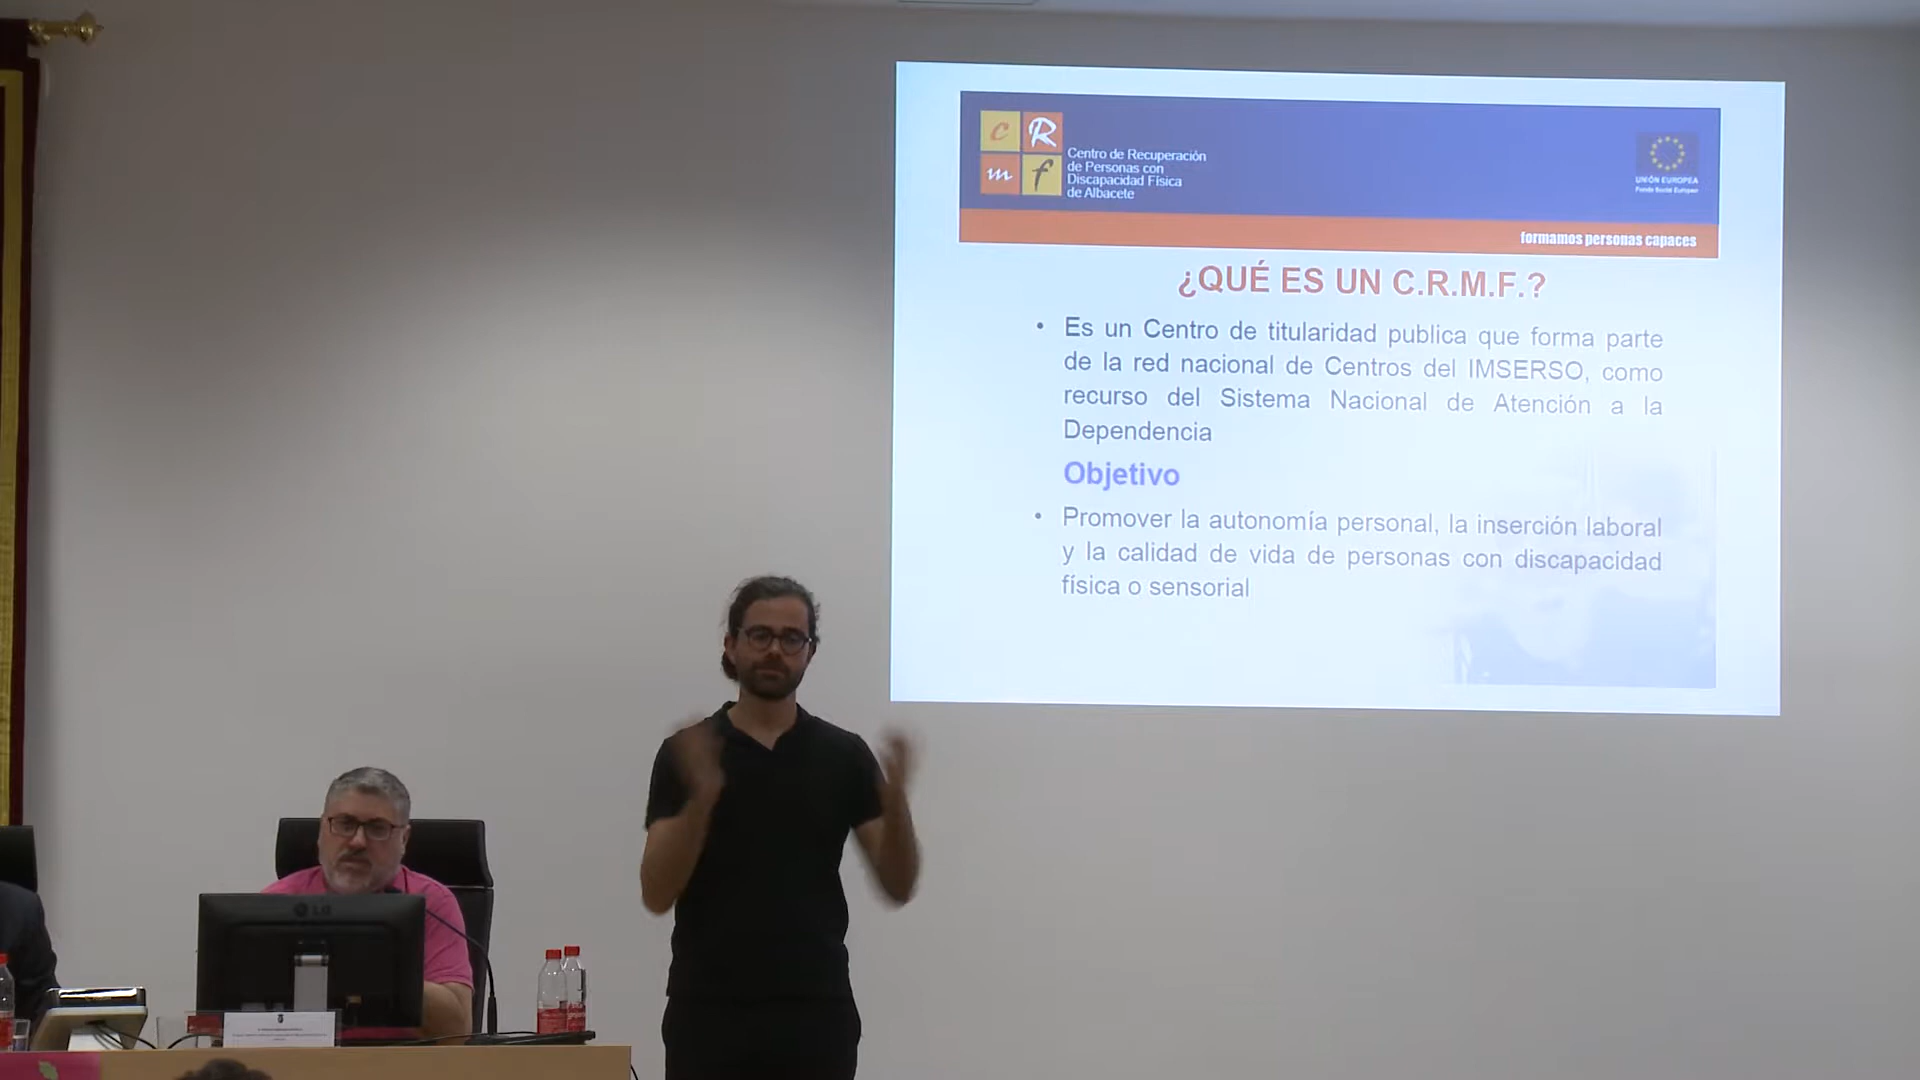 C R
m f
Centro de Recuperación
de Personas con
Discapacidad Física
de Albacete
UNIÓN EUROPEA
Fondo Social Europeo
formamos personas capaces
¿QUÉ ES UN C.R.M.F.?
• Es un Centro de titularidad publica que forma parte
de la red nacional de Centros del IMSERSO, como
recurso del Sistema Nacional de Atención a la
Dependencia
Objetivo
• Promover la autonomía personal, la inserción laboral
y la calidad de vida de personas con discapacidad
física o sensorial
LG